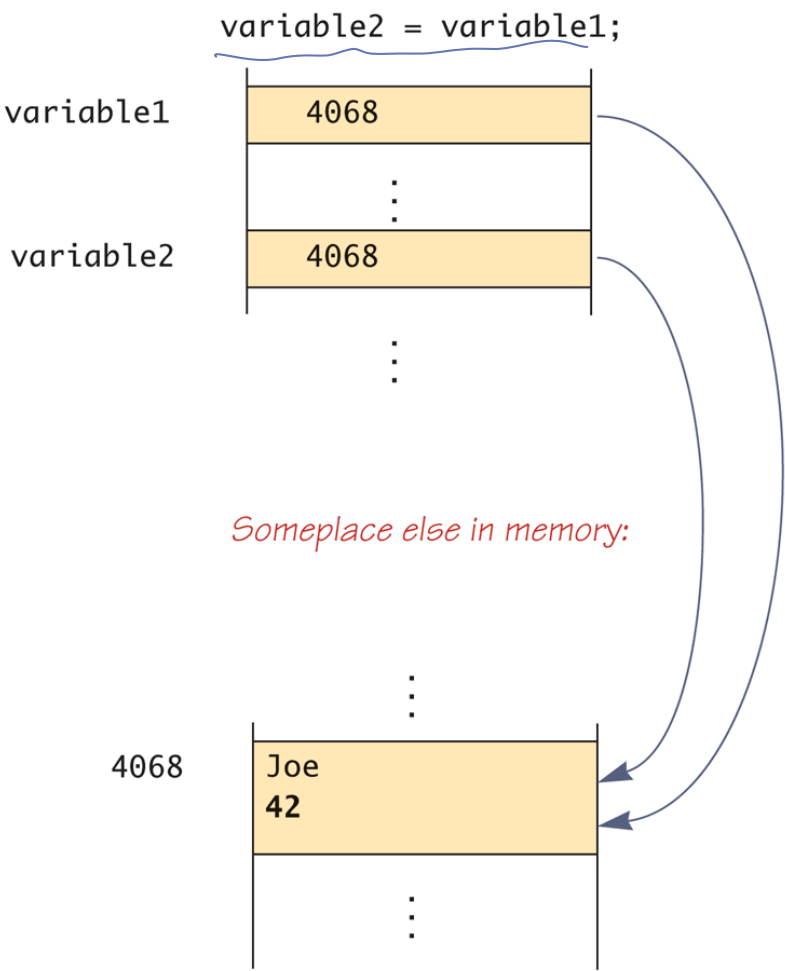 variable2 = variable1;
variable1 4068
variable2 4068
Someplace else in memory:
4068 Joe
42